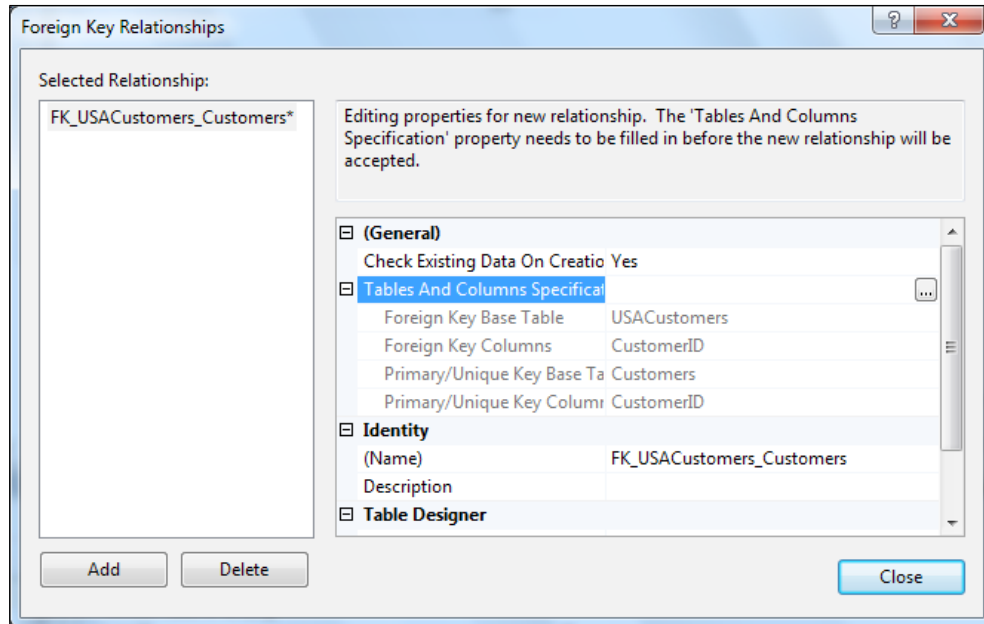 Foreign Key Relationships
?
Selected Relationship:
FK_USACustomers_Customers*
Editing properties for new relationship. The 'Tables And Columns
Specification' property needs to be filled in before the new relationship will be
accepted.
(General)
Check Existing Data On Creatio Yes
Tables And Columns Specificat ...
Foreign Key Base Table USACustomers
Foreign Key Columns CustomerID
Primary/Unique Key Base Ta Customers
Primary/Unique Key Column CustomerID
Identity
(Name) FK_USACustomers_Customers
Description
Table Designer
Add Delete
Close